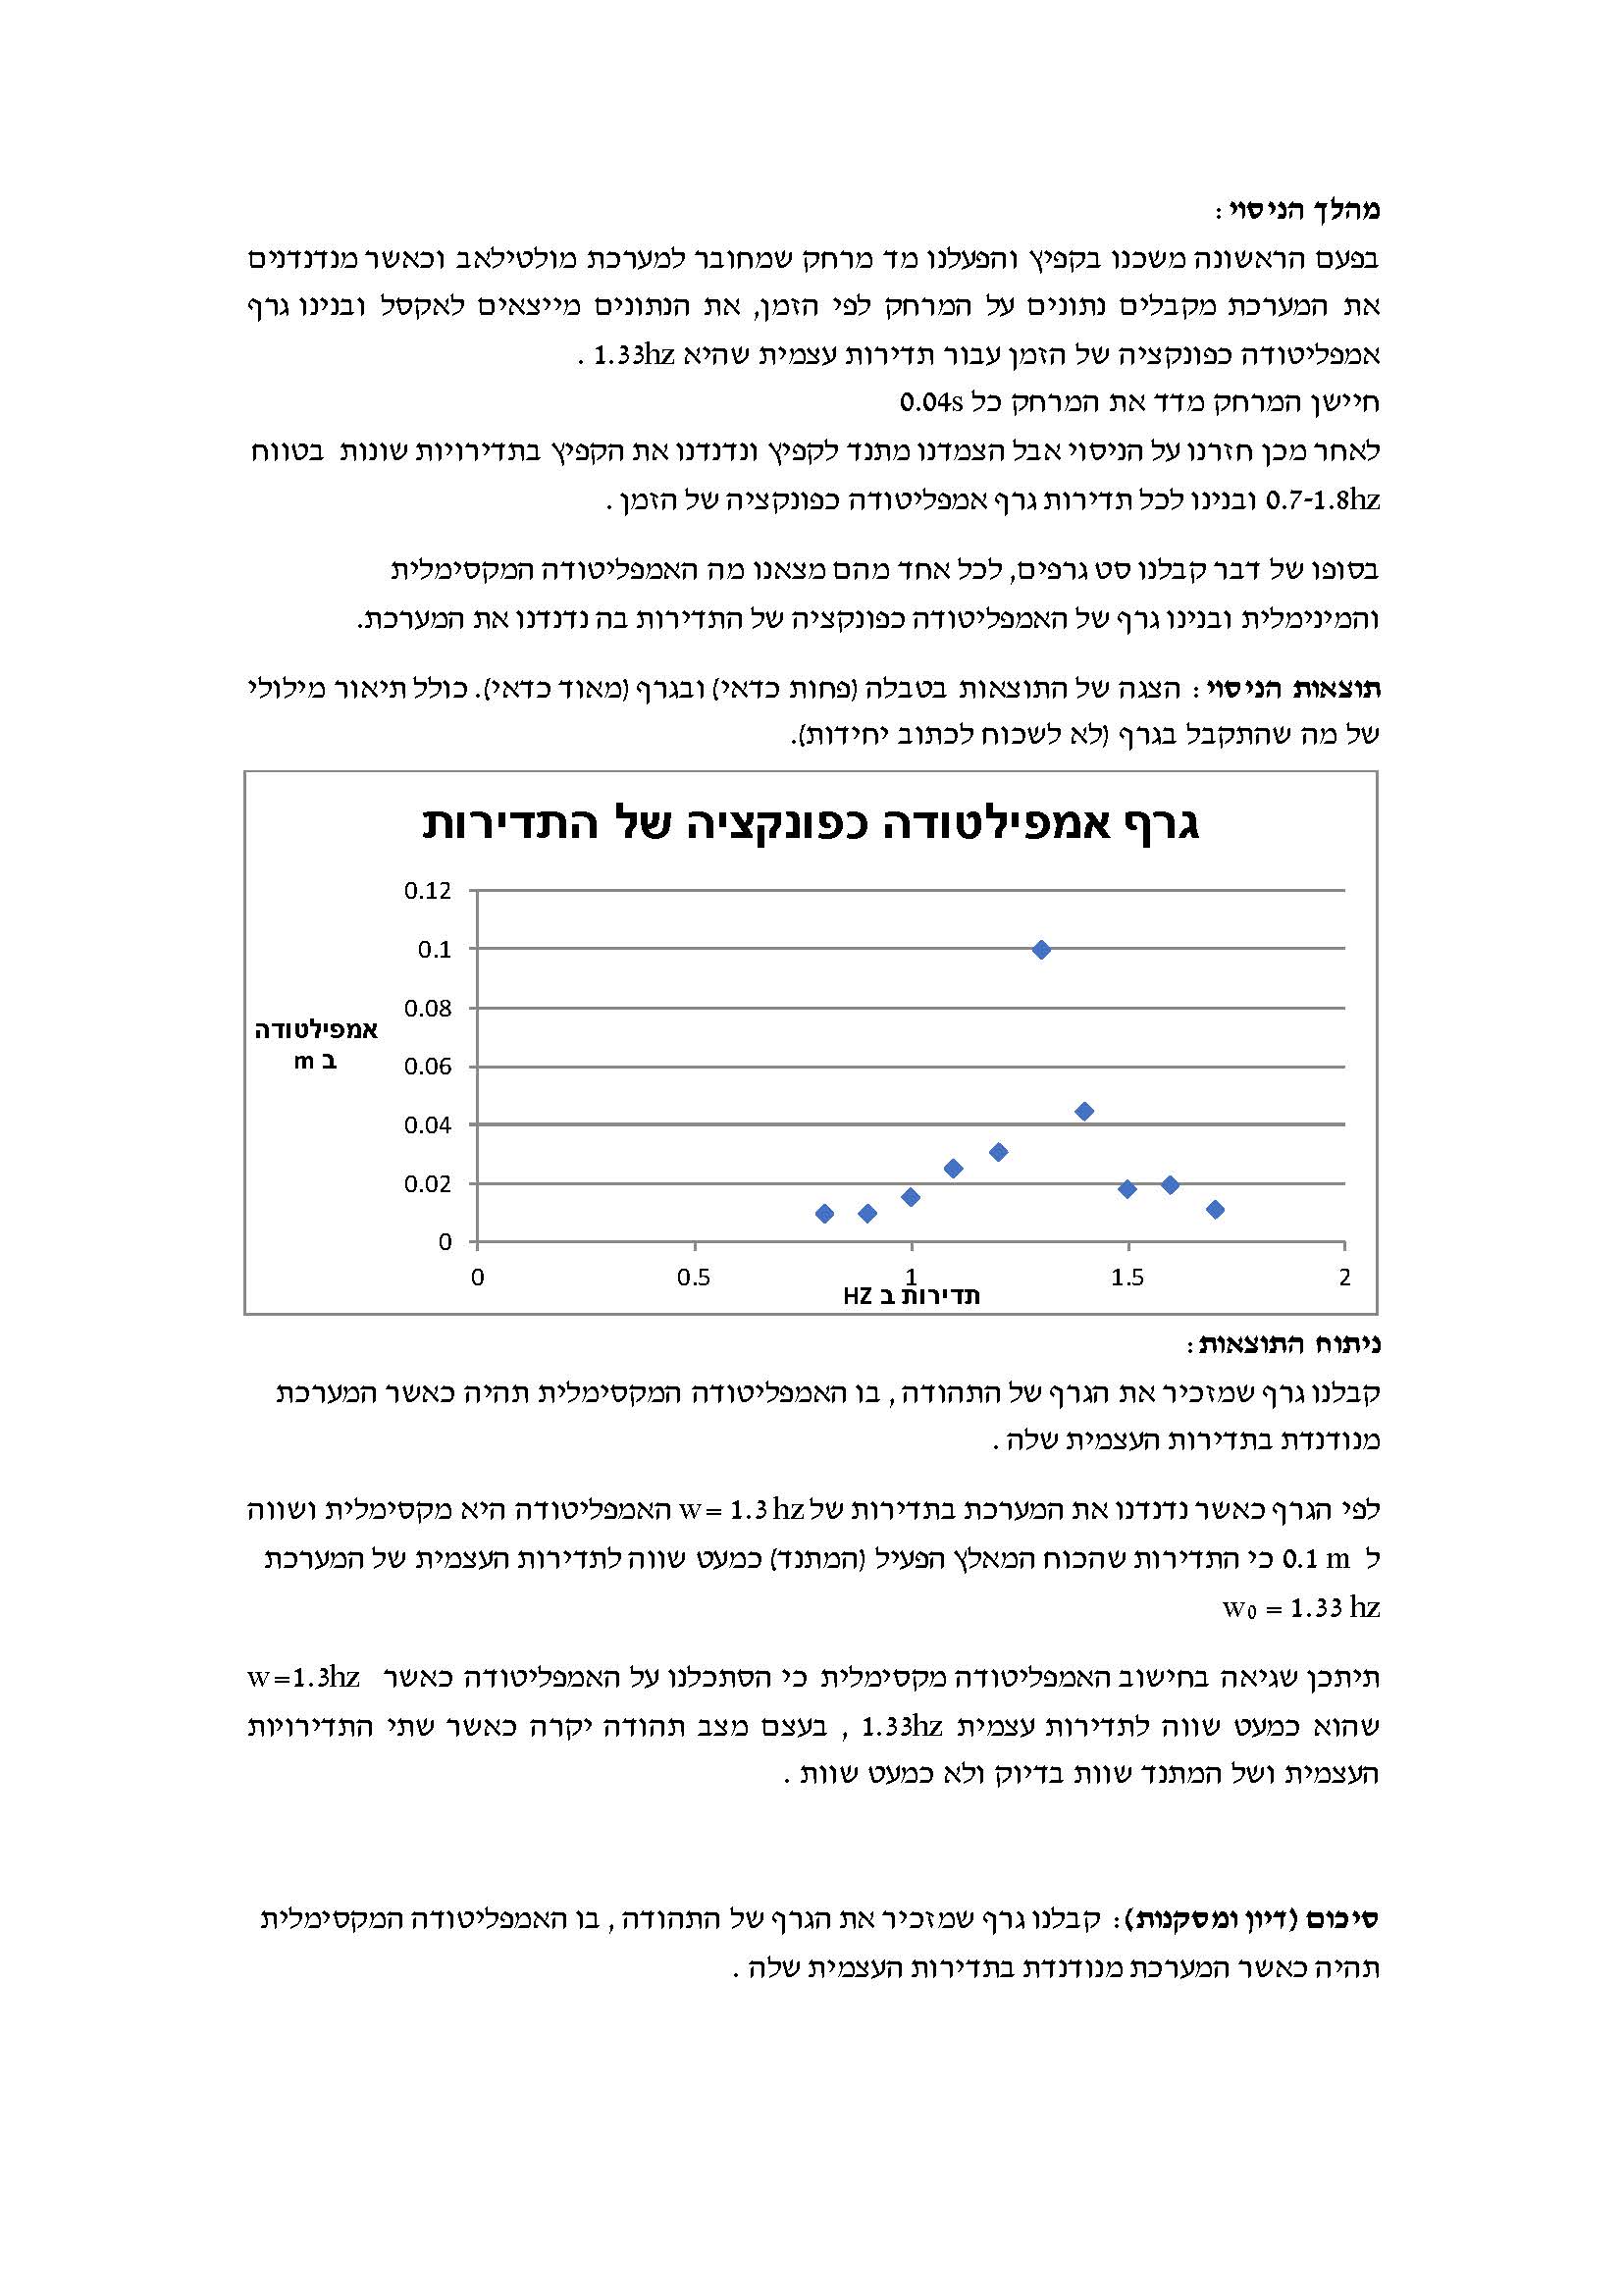 מהלך הניסוי :
בפעם הראשונה משכנו בקפיץ והפעלנו מד מרחק שמחובר למערכת מולטילאב וכאשר מנדנדים
את המערכת מקבלים נתונים על המרחק לפי הזמן, את הנתונים מייצאים לאקסל ובנינו גרף
אמפליטודה כפונקציה של הזמן עבור תדירות עצמית שהיא 1.33hz .
חיישן המרחק מדד את המרחק כל 0.04s
לאחר מכן חזרנו על הניסוי אבל הצמדנו מתנד לקפיץ ונדנדנו את הקפיץ בתדירויות שונות בטווח
0.7-1.8hz ובנינו לכל תדירות גרף אמפליטודה כפונקציה של הזמן .
בסופו של דבר קבלנו סט גרפים, לכל אחד מהם מצאנו מה האמפליטודה המקסימלית
והמינימלית ובנינו גרף של האמפליטודה כפונקציה של התדירות בה נדנדנו את המערכת.
תוצאות הניסוי : הצגה של התוצאות בטבלה (פחות כדאי) ובגרף (מאוד כדאי). כולל תיאור מילולי
של מה שהתקבל בגרף (לא לשכוח לכתוב יחידות).
גרף אמפילטודה כפונקציה של התדירות
0.12
0.1
0.08
אמפילטודה
ב m
0.06
0.04
0.02
0
0 0.5 1 1.5 2
תדירות ב HZ
ניתוח התוצאות :
קבלנו גרף שמזכיר את הגרף של התהודה , בו האמפליטודה המקסימלית תהיה כאשר המערכת
מנודנדת בתדירות העצמית שלה .
לפי הגרף כאשר נדנדנו את המערכת בתדירות של w = 1.3 hz האמפליטודה היא מקסימלית ושווה
ל 0.1 m כי התדירות שהכוח המאלץ הפעיל (המתנד) כמעט שווה לתדירות העצמית של המערכת
w₀ = 1.33 hz
תיתכן שגיאה בחישוב האמפליטודה מקסימלית כי הסתכלנו על האמפליטודה כאשר w=1.3hz
שהוא כמעט שווה לתדירות עצמית 1.33hz , בעצם מצב תהודה יקרה כאשר שתי התדירויות
העצמית ושל המתנד שוות בדיוק ולא כמעט שוות .
סיכום (דיון ומסקנות): קבלנו גרף שמזכיר את הגרף של התהודה , בו האמפליטודה המקסימלית
תהיה כאשר המערכת מנודנדת בתדירות העצמית שלה .